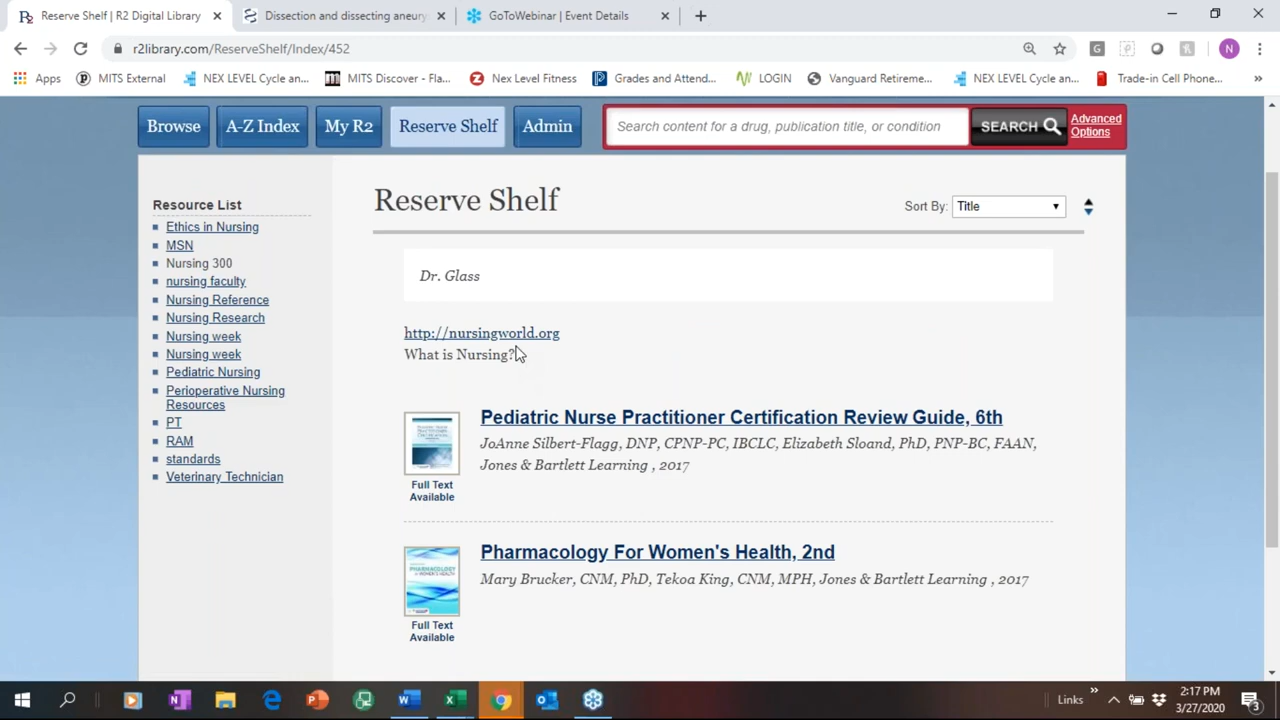 Reserve Shelf | R2 Digital Library
Dissection and dissecting aneury
GoToWebinar | Event Details
r2library.com/ReserveShelf/Index/452
N
Apps
MITS External
NEX LEVEL Cycle an...
MITS Discover - Fla...
Nex Level Fitness
Grades and Attend...
LOGIN
Vanguard Retireme...
NEX LEVEL Cycle an...
Trade-in Cell Phone...
Browse
A-Z Index
My R2
Reserve Shelf
Admin
Search content for a drug, publication title, or condition
SEARCH
Advanced
Options
Resource List
Ethics in Nursing
MSN
Nursing 300
nursing faculty
Nursing Reference
Nursing Research
Nursing week
Nursing week
Pediatric Nursing
Perioperative Nursing
Resources
PT
RAM
standards
Veterinary Technician
Reserve Shelf
Sort By:
Title
Dr. Glass
http://nursingworld.org
What is Nursing?
Pediatric Nurse Practitioner Certification Review Guide, 6th
JoAnne Silbert-Flagg, DNP, CPNP-PC, IBCLC, Elizabeth Sloand, PhD, PNP-BC, FAAN,
Jones & Bartlett Learning , 2017
Full Text
Available
Pharmacology For Women's Health, 2nd
Mary Brucker, CNM, PhD, Tekoa King, CNM, MPH, Jones & Bartlett Learning , 2017
Full Text
Available
Links
2:17 PM
3/27/2020
3